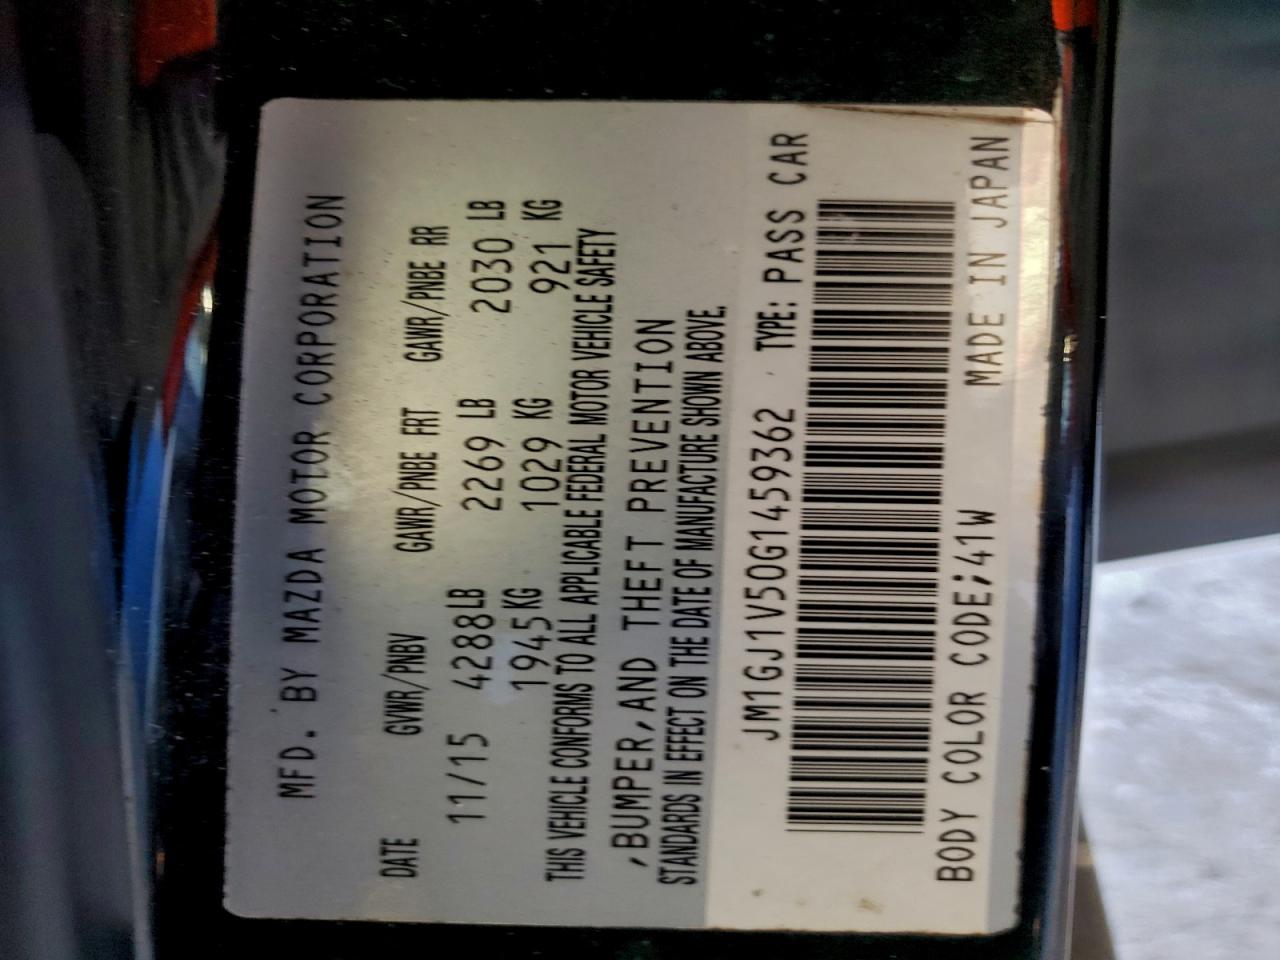 MFD. BY MAZDA MOTOR CORPORATION
DATE GVWR/PNBV GAWR/PNBE FRT GAWR/PNBE RR
11/15 4288LB 2269 LB 2030 LB
1945KG 1029 KG 921 KG
THIS VEHICLE CONFORMS TO ALL APPLICABLE FEDERAL MOTOR VEHICLE SAFETY
,BUMPER,AND THEFT PREVENTION
STANDARDS IN EFFECT ON THE DATE OF MANUFACTURE SHOWN ABOVE.
JM1GJ1V50G1459362 TYPE: PASS CAR
BODY COLOR CODE;41W MADE IN JAPAN